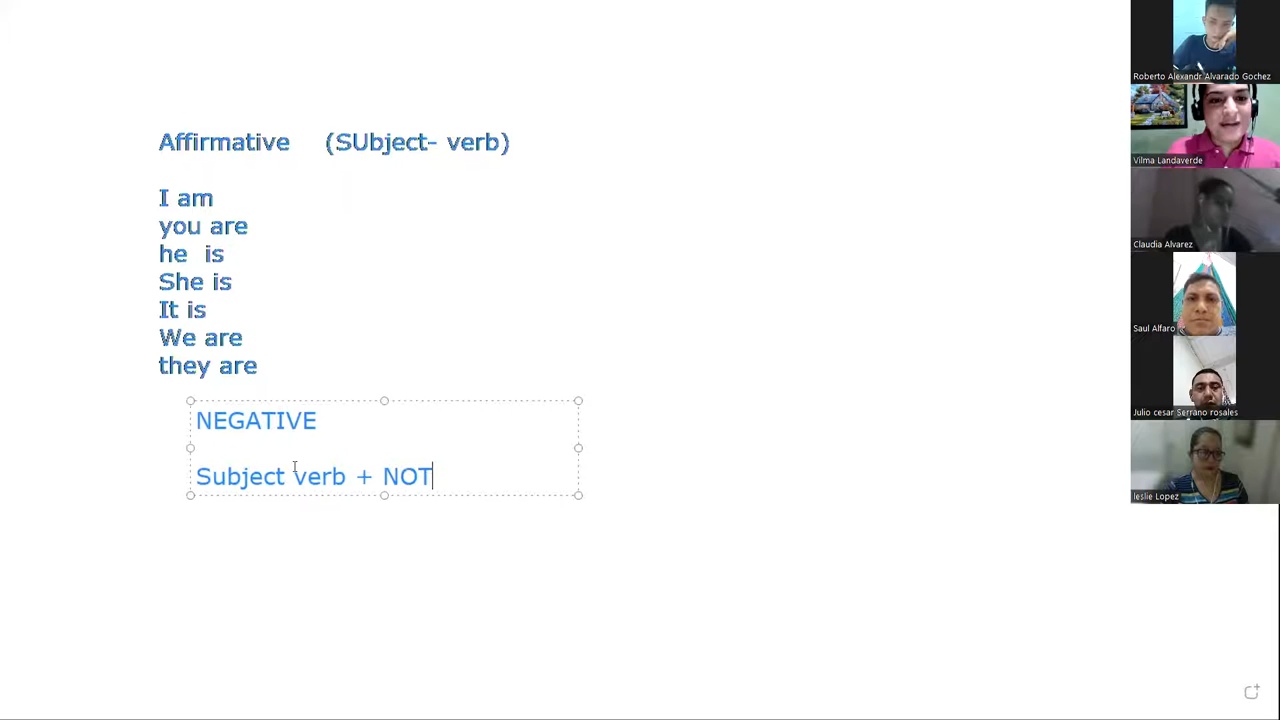 Affirmative (SUbject- verb)
I am
you are
he is
She is
It is
We are
they are
NEGATIVE
Subject verb + NOT
Roberto Alexandr Alvarado Gochez
Vilma Landaverde
Claudia Alvarez
Saul Alfaro
Julio cesar Serrano rosales
leslie Lopez